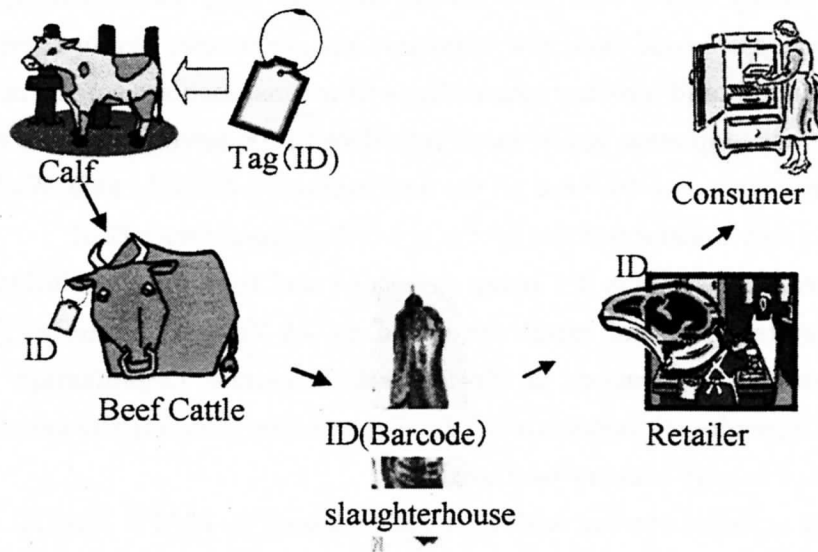 Calf
Tag(ID)
Consumer
ID
Beef Cattle
ID(Barcode)
slaughterhouse
ID
Retailer